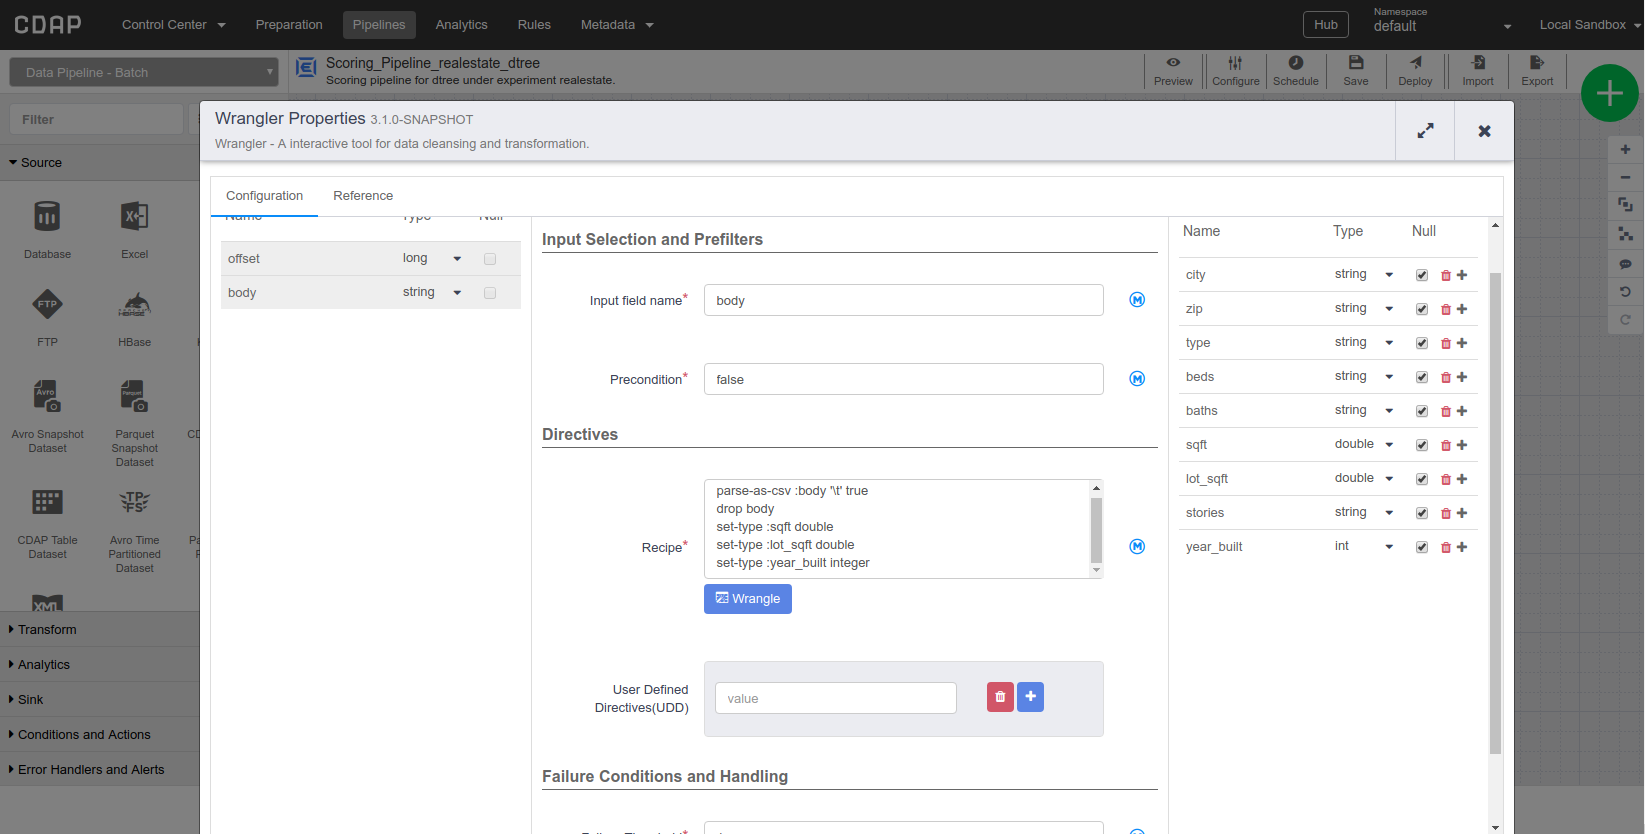 CDAP
Control Center
Preparation
Pipelines
Analytics
Rules
Metadata
Hub
Namespace
default
Local Sandbox
Data Pipeline - Batch
Scoring_Pipeline_realestate_dtree
Scoring pipeline for dtree under experiment realestate.
Preview
Configure
Schedule
Save
Deploy
Import
Export
Filter
Source
Database
Excel
FTP
FTP
HBase
Avro
Parquet
Avro Snapshot
Dataset
Parquet
Snapshot
Dataset
CDAP Table
Dataset
TP
FS
Avro Time
Partitioned
Dataset
XML
Transform
Analytics
Sink
Conditions and Actions
Error Handlers and Alerts
Wrangler Properties 3.1.0-SNAPSHOT
Wrangler - A interactive tool for data cleansing and transformation.
Configuration
Reference
Name Type Null
offset long
body string
Input Selection and Prefilters
Input field name* body
Precondition* false
Directives
Recipe*
parse-as-csv :body '\t' true
drop body
set-type :sqft double
set-type :lot_sqft double
set-type :year_built integer
Wrangle
User Defined
Directives(UDD)
value
Failure Conditions and Handling
Name Type Null
city string
zip string
type string
beds string
baths string
sqft double
lot_sqft double
stories string
year_built int